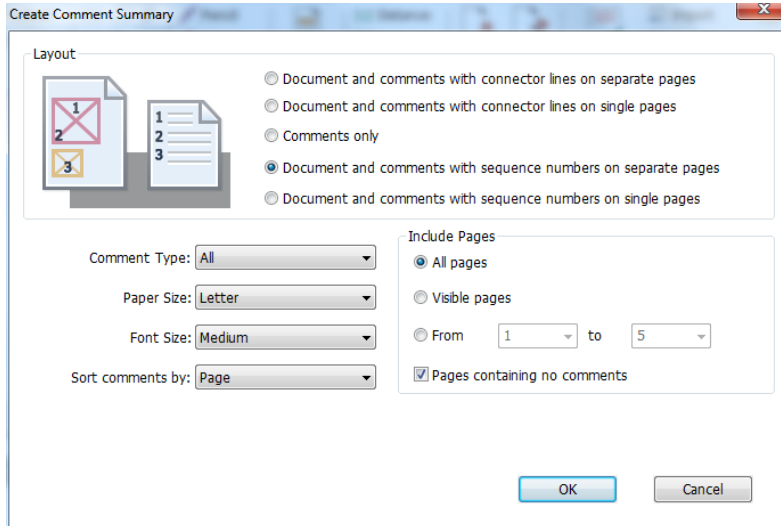 Create Comment Summary
Layout
1
2
3
1
2
3
Document and comments with connector lines on separate pages
Document and comments with connector lines on single pages
Comments only
Document and comments with sequence numbers on separate pages
Document and comments with sequence numbers on single pages
Comment Type: All
Paper Size: Letter
Font Size: Medium
Sort comments by: Page
Include Pages
All pages
Visible pages
From 1 to 5
Pages containing no comments
OK Cancel